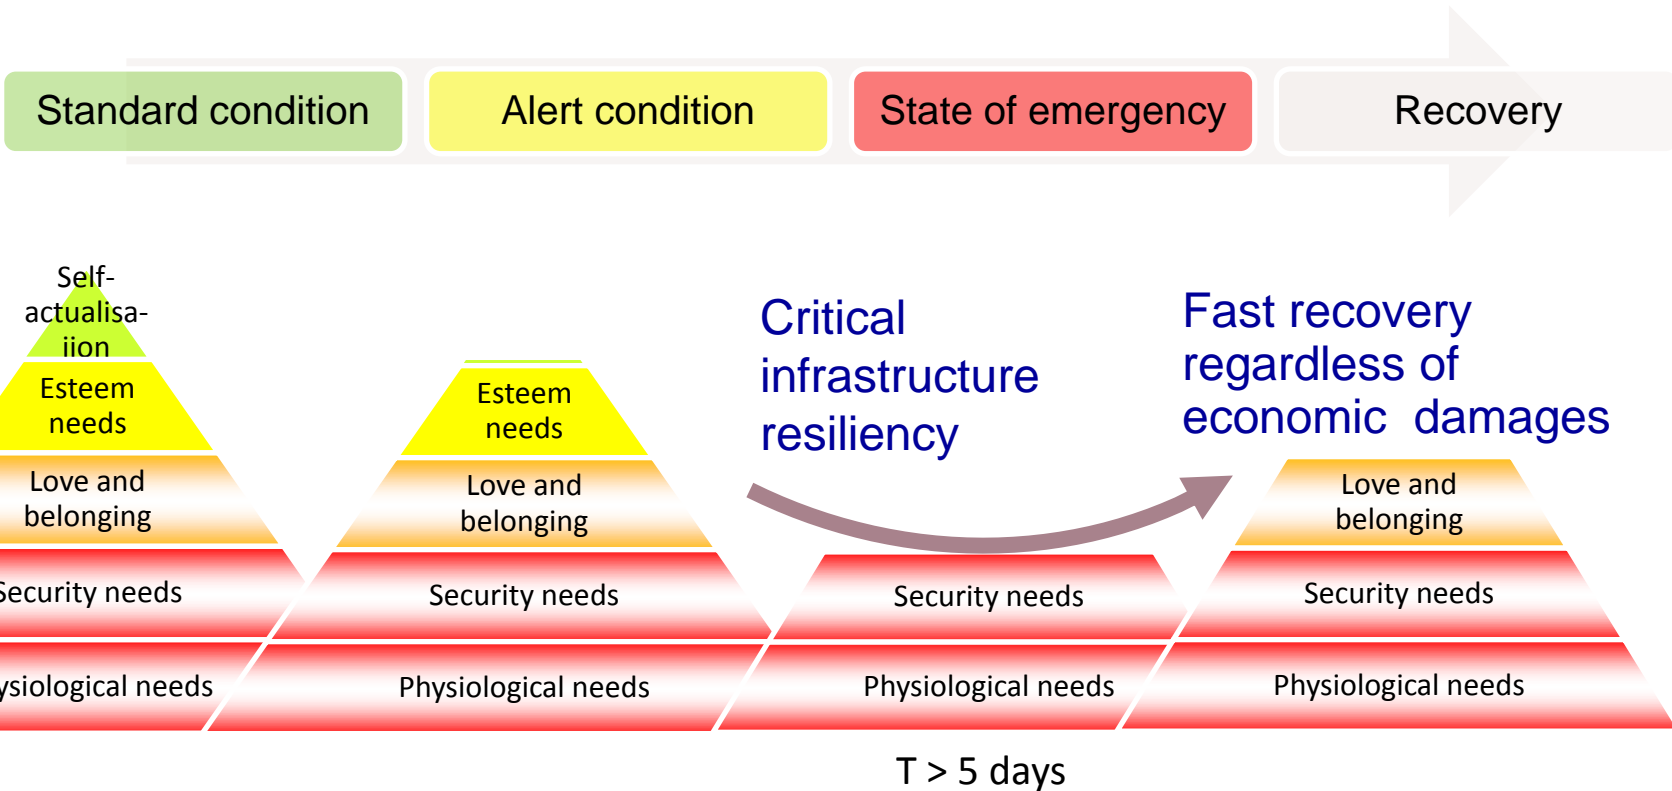 Standard condition
Alert condition
State of emergency
Recovery
Self-
actualisa-
iion
Esteem
needs
Love and
belonging
Security needs
ysiological needs
Esteem
needs
Love and
belonging
Security needs
Physiological needs
Critical
infrastructure
resiliency
Security needs
Physiological needs
T > 5 days
Fast recovery
regardless of
economic damages
Love and
belonging
Security needs
Physiological needs